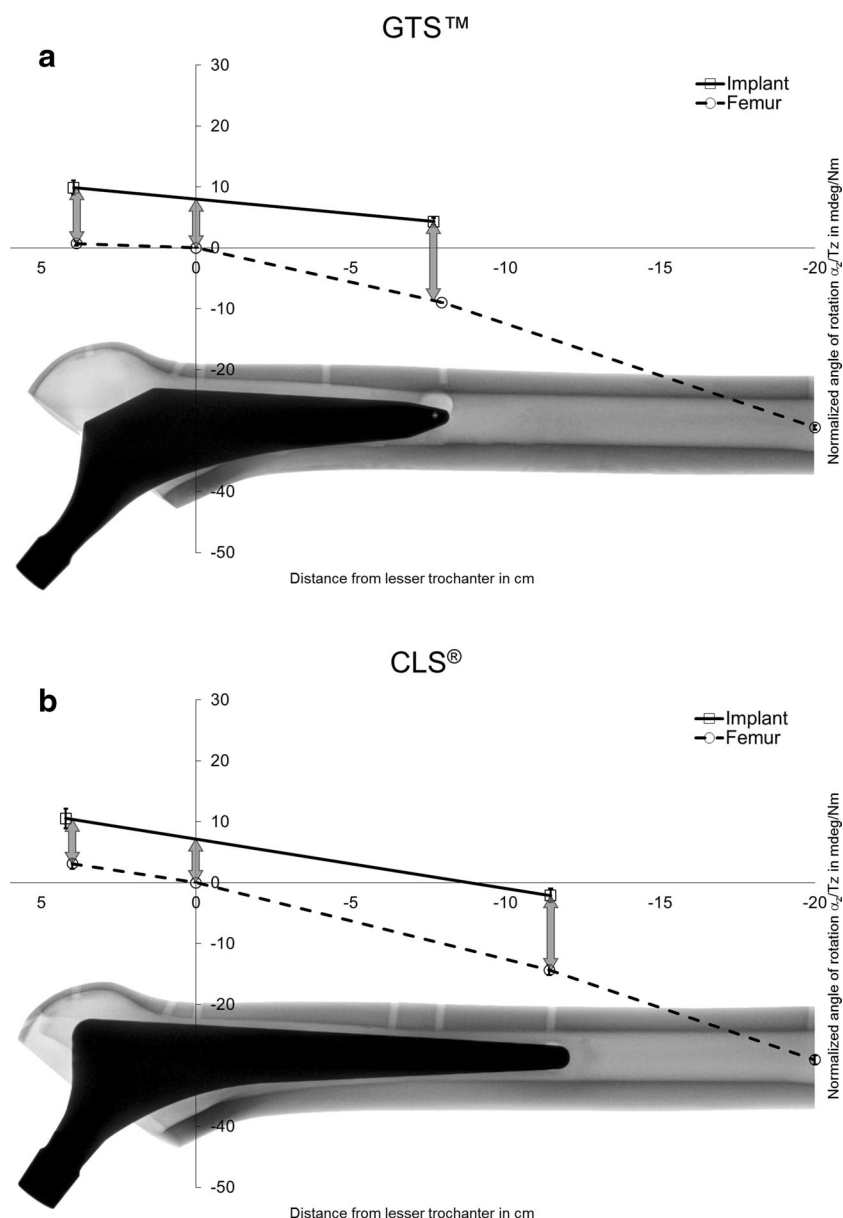 GTS™
a
30
Implant
Femur
20
10
0
5 0 -5 -10 -15 -20
-10
-20
-40
-50
Normalized angle of rotation αz/Tz in mdeg/Nm
Distance from lesser trochanter in cm
CLS®
b
30
Implant
Femur
20
10
0
5 0 -5 -10 -15 -20
-10
-20
-40
-50
Normalized angle of rotation αz/Tz in mdeg/Nm
Distance from lesser trochanter in cm